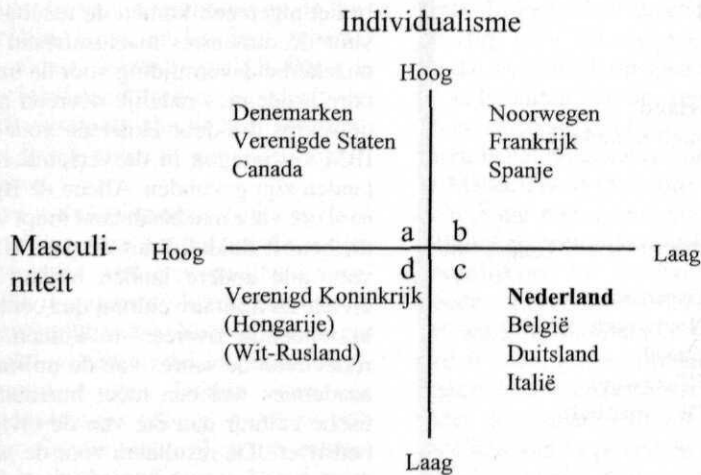 Individualisme
Hoog
Denemarken
Verenigde Staten
Canada
Noorwegen
Frankrijk
Spanje
a b
Masculi-
niteit
Hoog
Laag
d c
Verenigd Koninkrijk
(Hongarije)
(Wit-Rusland)
Nederland
België
Duitsland
Italië
Laag